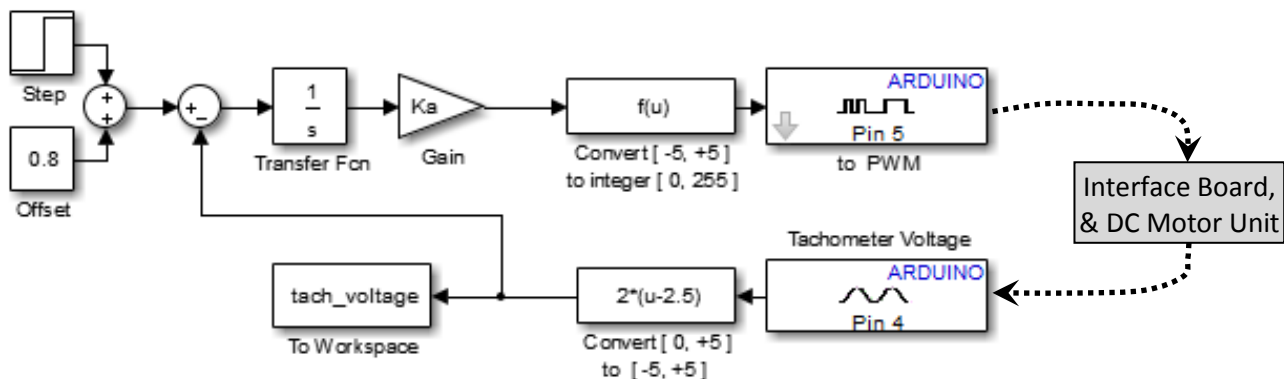 Step
+
+
0.8
Offset
+
−
1
s
Transfer Fcn
Ka
Gain
f(u)
Convert [ -5, +5 ]
to integer [ 0, 255 ]
ARDUINO
Pin 5
to PWM
Interface Board,
& DC Motor Unit
Tachometer Voltage
ARDUINO
Pin 4
2*(u-2.5)
Convert [ 0, +5 ]
to [ -5, +5 ]
tach_voltage
To Workspace